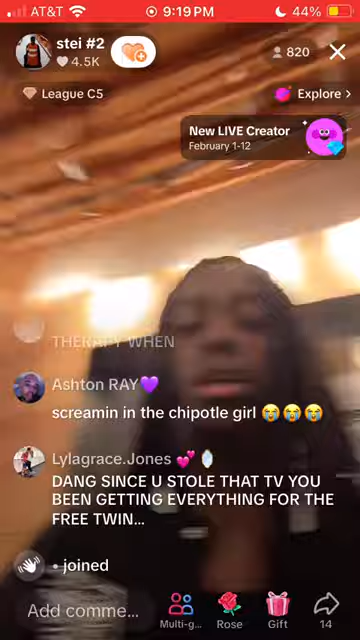 AT&T 9:19PM 44%
stei #2
4.5K
820
League C5
Explore >
New LIVE Creator
February 1-12
THERAPY WHEN
Ashton RAY💜
screamin in the chipotle girl 😭😭😭
Lylagrace.Jones 💕🪞
DANG SINCE U STOLE THAT TV YOU
BEEN GETTING EVERYTHING FOR THE
FREE TWIN...
• joined
Add comme...
Multi-g...
Rose
Gift
14